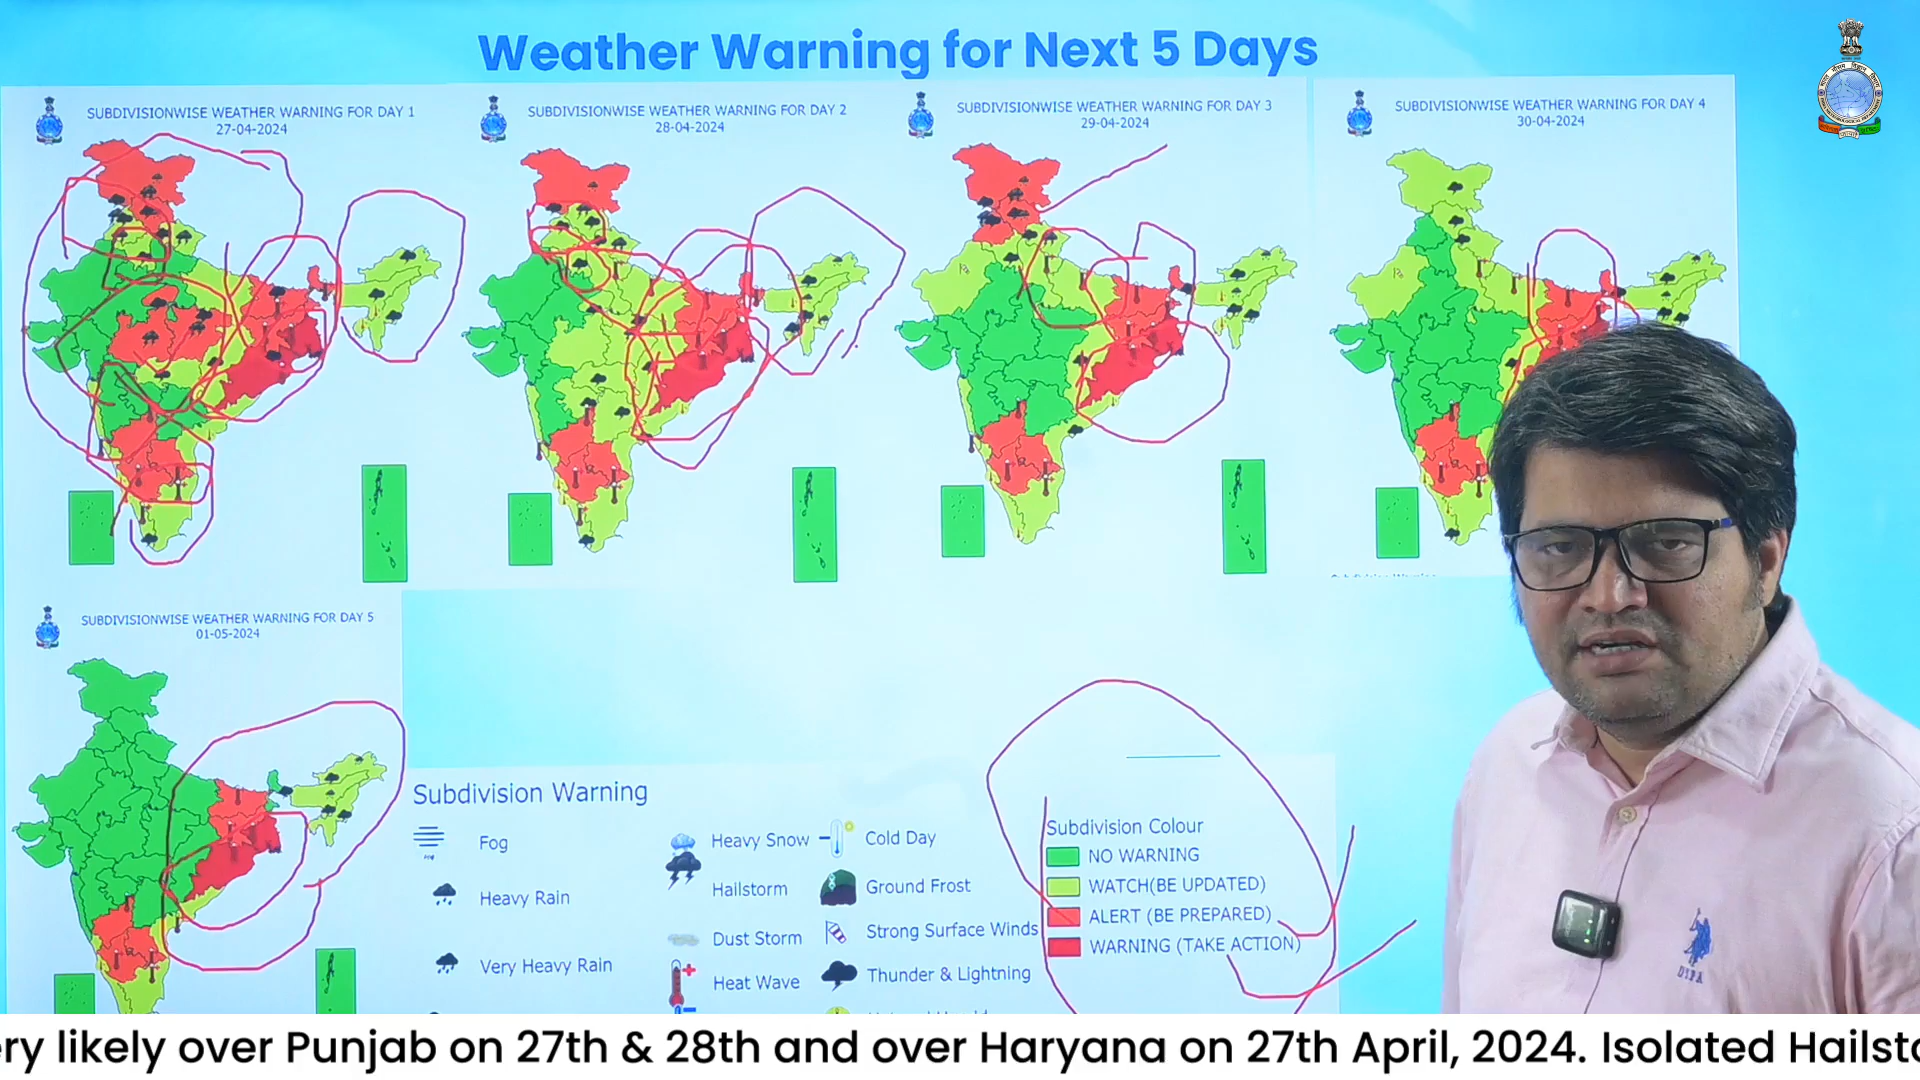 Weather Warning for Next 5 Days
SUBDIVISIONWISE WEATHER WARNING FOR DAY 1
27-04-2024
SUBDIVISIONWISE WEATHER WARNING FOR DAY 2
28-04-2024
SUBDIVISIONWISE WEATHER WARNING FOR DAY 3
29-04-2024
SUBDIVISIONWISE WEATHER WARNING FOR DAY 4
30-04-2024
SUBDIVISIONWISE WEATHER WARNING FOR DAY 5
01-05-2024
Subdivision Warning
Fog
Heavy Rain
Very Heavy Rain
Heavy Snow
Hailstorm
Dust Storm
Heat Wave
Cold Day
Ground Frost
Strong Surface Winds
Thunder & Lightning
Subdivision Colour
NO WARNING
WATCH(BE UPDATED)
ALERT (BE PREPARED)
WARNING (TAKE ACTION)
ry likely over Punjab on 27th & 28th and over Haryana on 27th April, 2024. Isolated Hailst